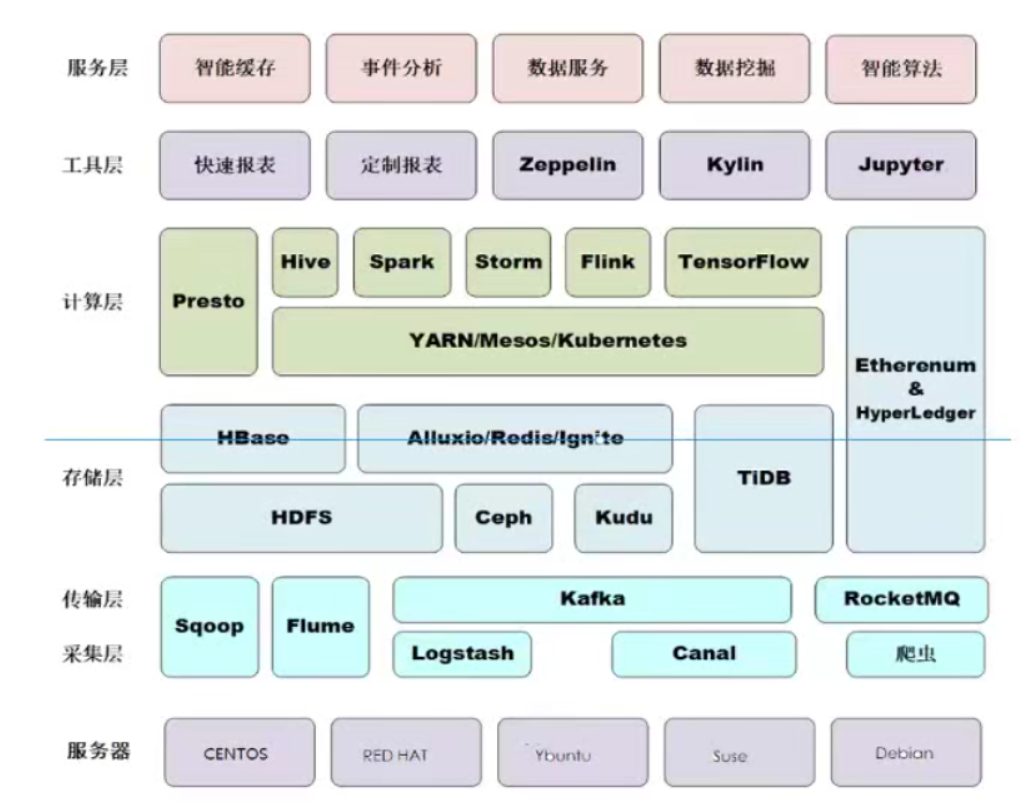 服务层
智能缓存
事件分析
数据服务
数据挖掘
智能算法
工具层
快速报表
定制报表
Zeppelin
Kylin
Jupyter
计算层
Presto
Hive
Spark
Storm
Flink
TensorFlow
YARN/Mesos/Kubernetes
Etherenum
&
HyperLedger
存储层
HBase
Alluxio/Redis/Ignite
TiDB
HDFS
Ceph
Kudu
传输层
Sqoop
Flume
Kafka
RocketMQ
采集层
Logstash
Canal
爬虫
服务器
CENTOS
RED HAT
Ybuntu
Suse
Debian